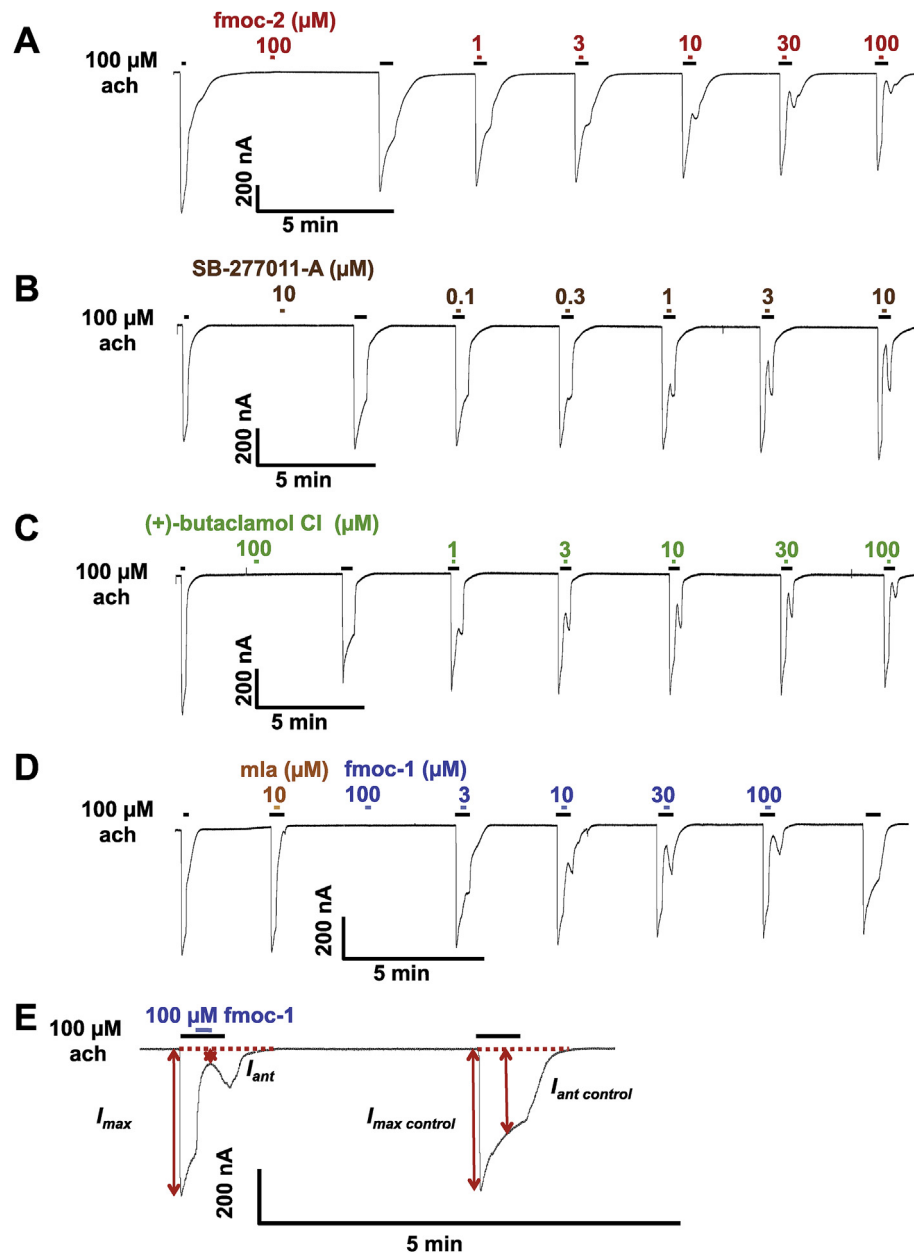 A
fmoc-2 (µM)
100 µM
ach
100
1
3
10
30
100
200 nA
5 min
B
SB-277011-A (µM)
100 µM
ach
10
0.1
0.3
1
3
10
200 nA
5 min
C
(+)-butaclamol Cl (µM)
100 µM
ach
100
1
3
10
30
100
200 nA
5 min
D
mla (µM) fmoc-1 (µM)
100 µM
ach
10
100
3
10
30
100
200 nA
5 min
E
100 µM fmoc-1
100 µM
ach
Iant
Imax
Imax control
Iant control
200 nA
5 min